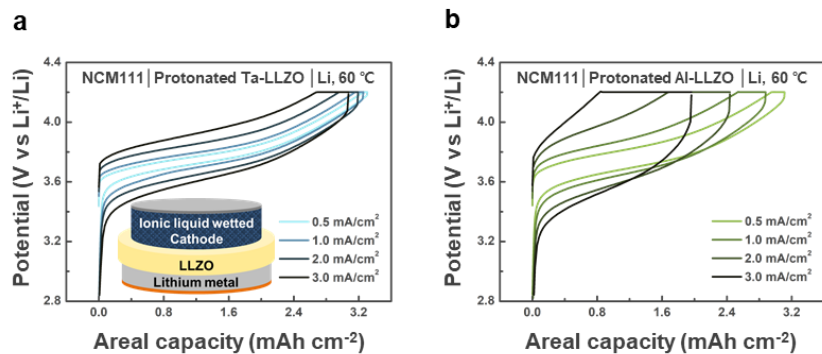 a
NCM111│Protonated Ta-LLZO│Li, 60 ℃
Potential (V vs Li⁺/Li)
4.4
4.0
3.6
3.2
2.8
Ionic liquid wetted
Cathode
LLZO
Lithium metal
0.5 mA/cm²
1.0 mA/cm²
2.0 mA/cm²
3.0 mA/cm²
0.0 0.8 1.6 2.4 3.2
Areal capacity (mAh cm⁻²)
b
NCM111│Protonated Al-LLZO│Li, 60 ℃
Potential (V vs Li⁺/Li)
4.4
4.0
3.6
3.2
2.8
0.5 mA/cm²
1.0 mA/cm²
2.0 mA/cm²
3.0 mA/cm²
0.0 0.8 1.6 2.4 3.2
Areal capacity (mAh cm⁻²)